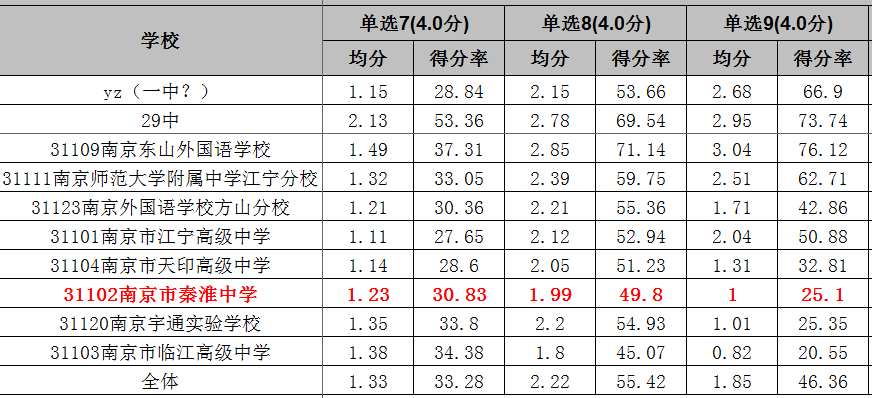 学校 单选7(4.0分) 单选8(4.0分) 单选9(4.0分)
均分 得分率 均分 得分率 均分 得分率
yz（一中？） 1.15 28.84 2.15 53.66 2.68 66.9
29中 2.13 53.36 2.78 69.54 2.95 73.74
31109南京东山外国语学校 1.49 37.31 2.85 71.14 3.04 76.12
31111南京师范大学附属中学江宁分校 1.32 33.05 2.39 59.75 2.51 62.71
31123南京外国语学校方山分校 1.21 30.36 2.21 55.36 1.71 42.86
31101南京市江宁高级中学 1.11 27.65 2.12 52.94 2.04 50.88
31104南京市天印高级中学 1.14 28.6 2.05 51.23 1.31 32.81
31102南京市秦淮中学 1.23 30.83 1.99 49.8 1 25.1
31120南京宇通实验学校 1.35 33.8 2.2 54.93 1.01 25.35
31103南京市临江高级中学 1.38 34.38 1.8 45.07 0.82 20.55
全体 1.33 33.28 2.22 55.42 1.85 46.36